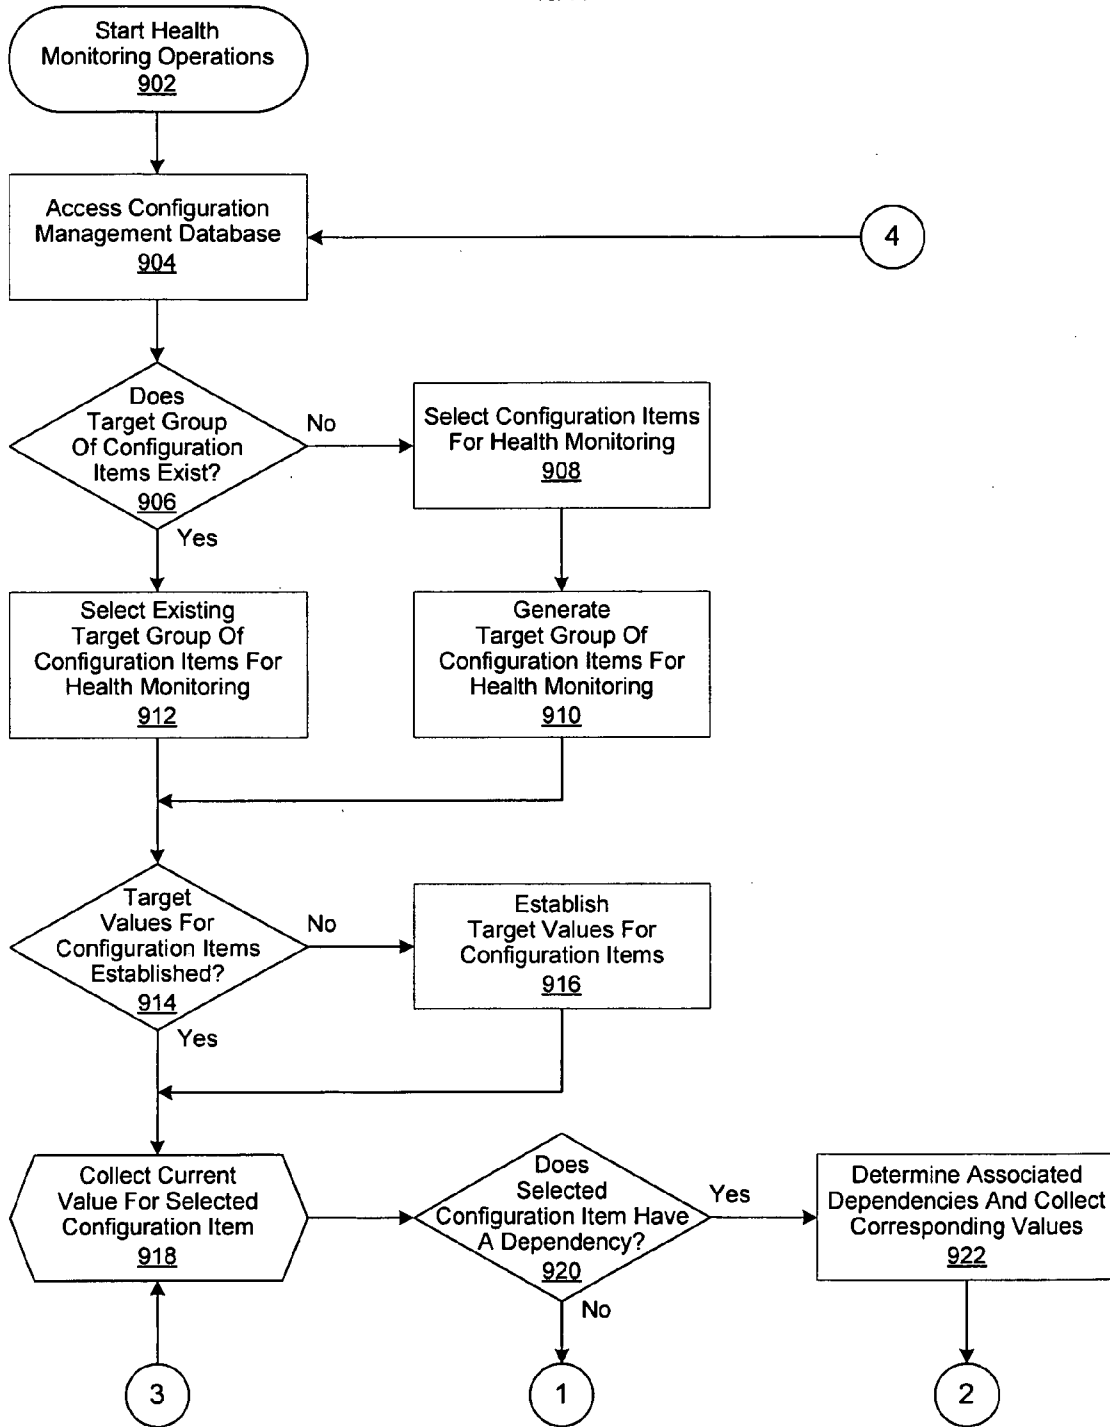 Start Health
Monitoring Operations
902
Access Configuration
Management Database
904
4
Does
Target Group
Of Configuration
Items Exist?
906
No
Yes
Select Configuration Items
For Health Monitoring
908
Select Existing
Target Group Of
Configuration Items For
Health Monitoring
912
Generate
Target Group Of
Configuration Items For
Health Monitoring
910
Target
Values For
Configuration Items
Established?
914
No
Yes
Establish
Target Values For
Configuration Items
916
Collect Current
Value For Selected
Configuration Item
918
Does
Selected
Configuration Item Have
A Dependency?
920
Yes
No
Determine Associated
Dependencies And Collect
Corresponding Values
922
3
1
2